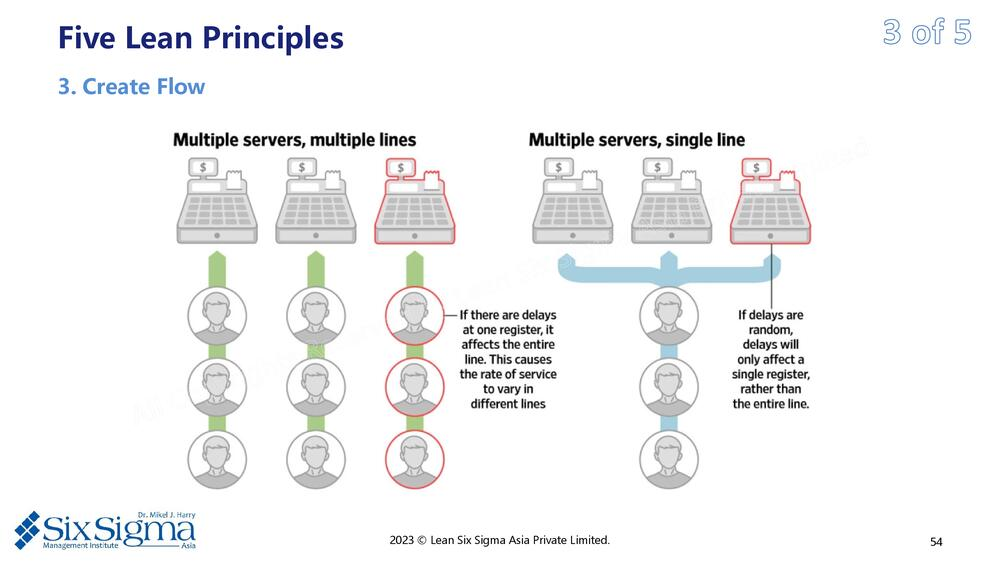 Five Lean Principles
3 of 5
3. Create Flow
Multiple servers, multiple lines
Multiple servers, single line
$
$
$
$
$
$
If there are delays
at one register, it
affects the entire
line. This causes
the rate of service
to vary in
different lines
If delays are
random,
delays will
only affect a
single register,
rather than
the entire line.
Dr. Mikel J. Harry
SixSigma
Management Institute
Asia
2023 © Lean Six Sigma Asia Private Limited.
54